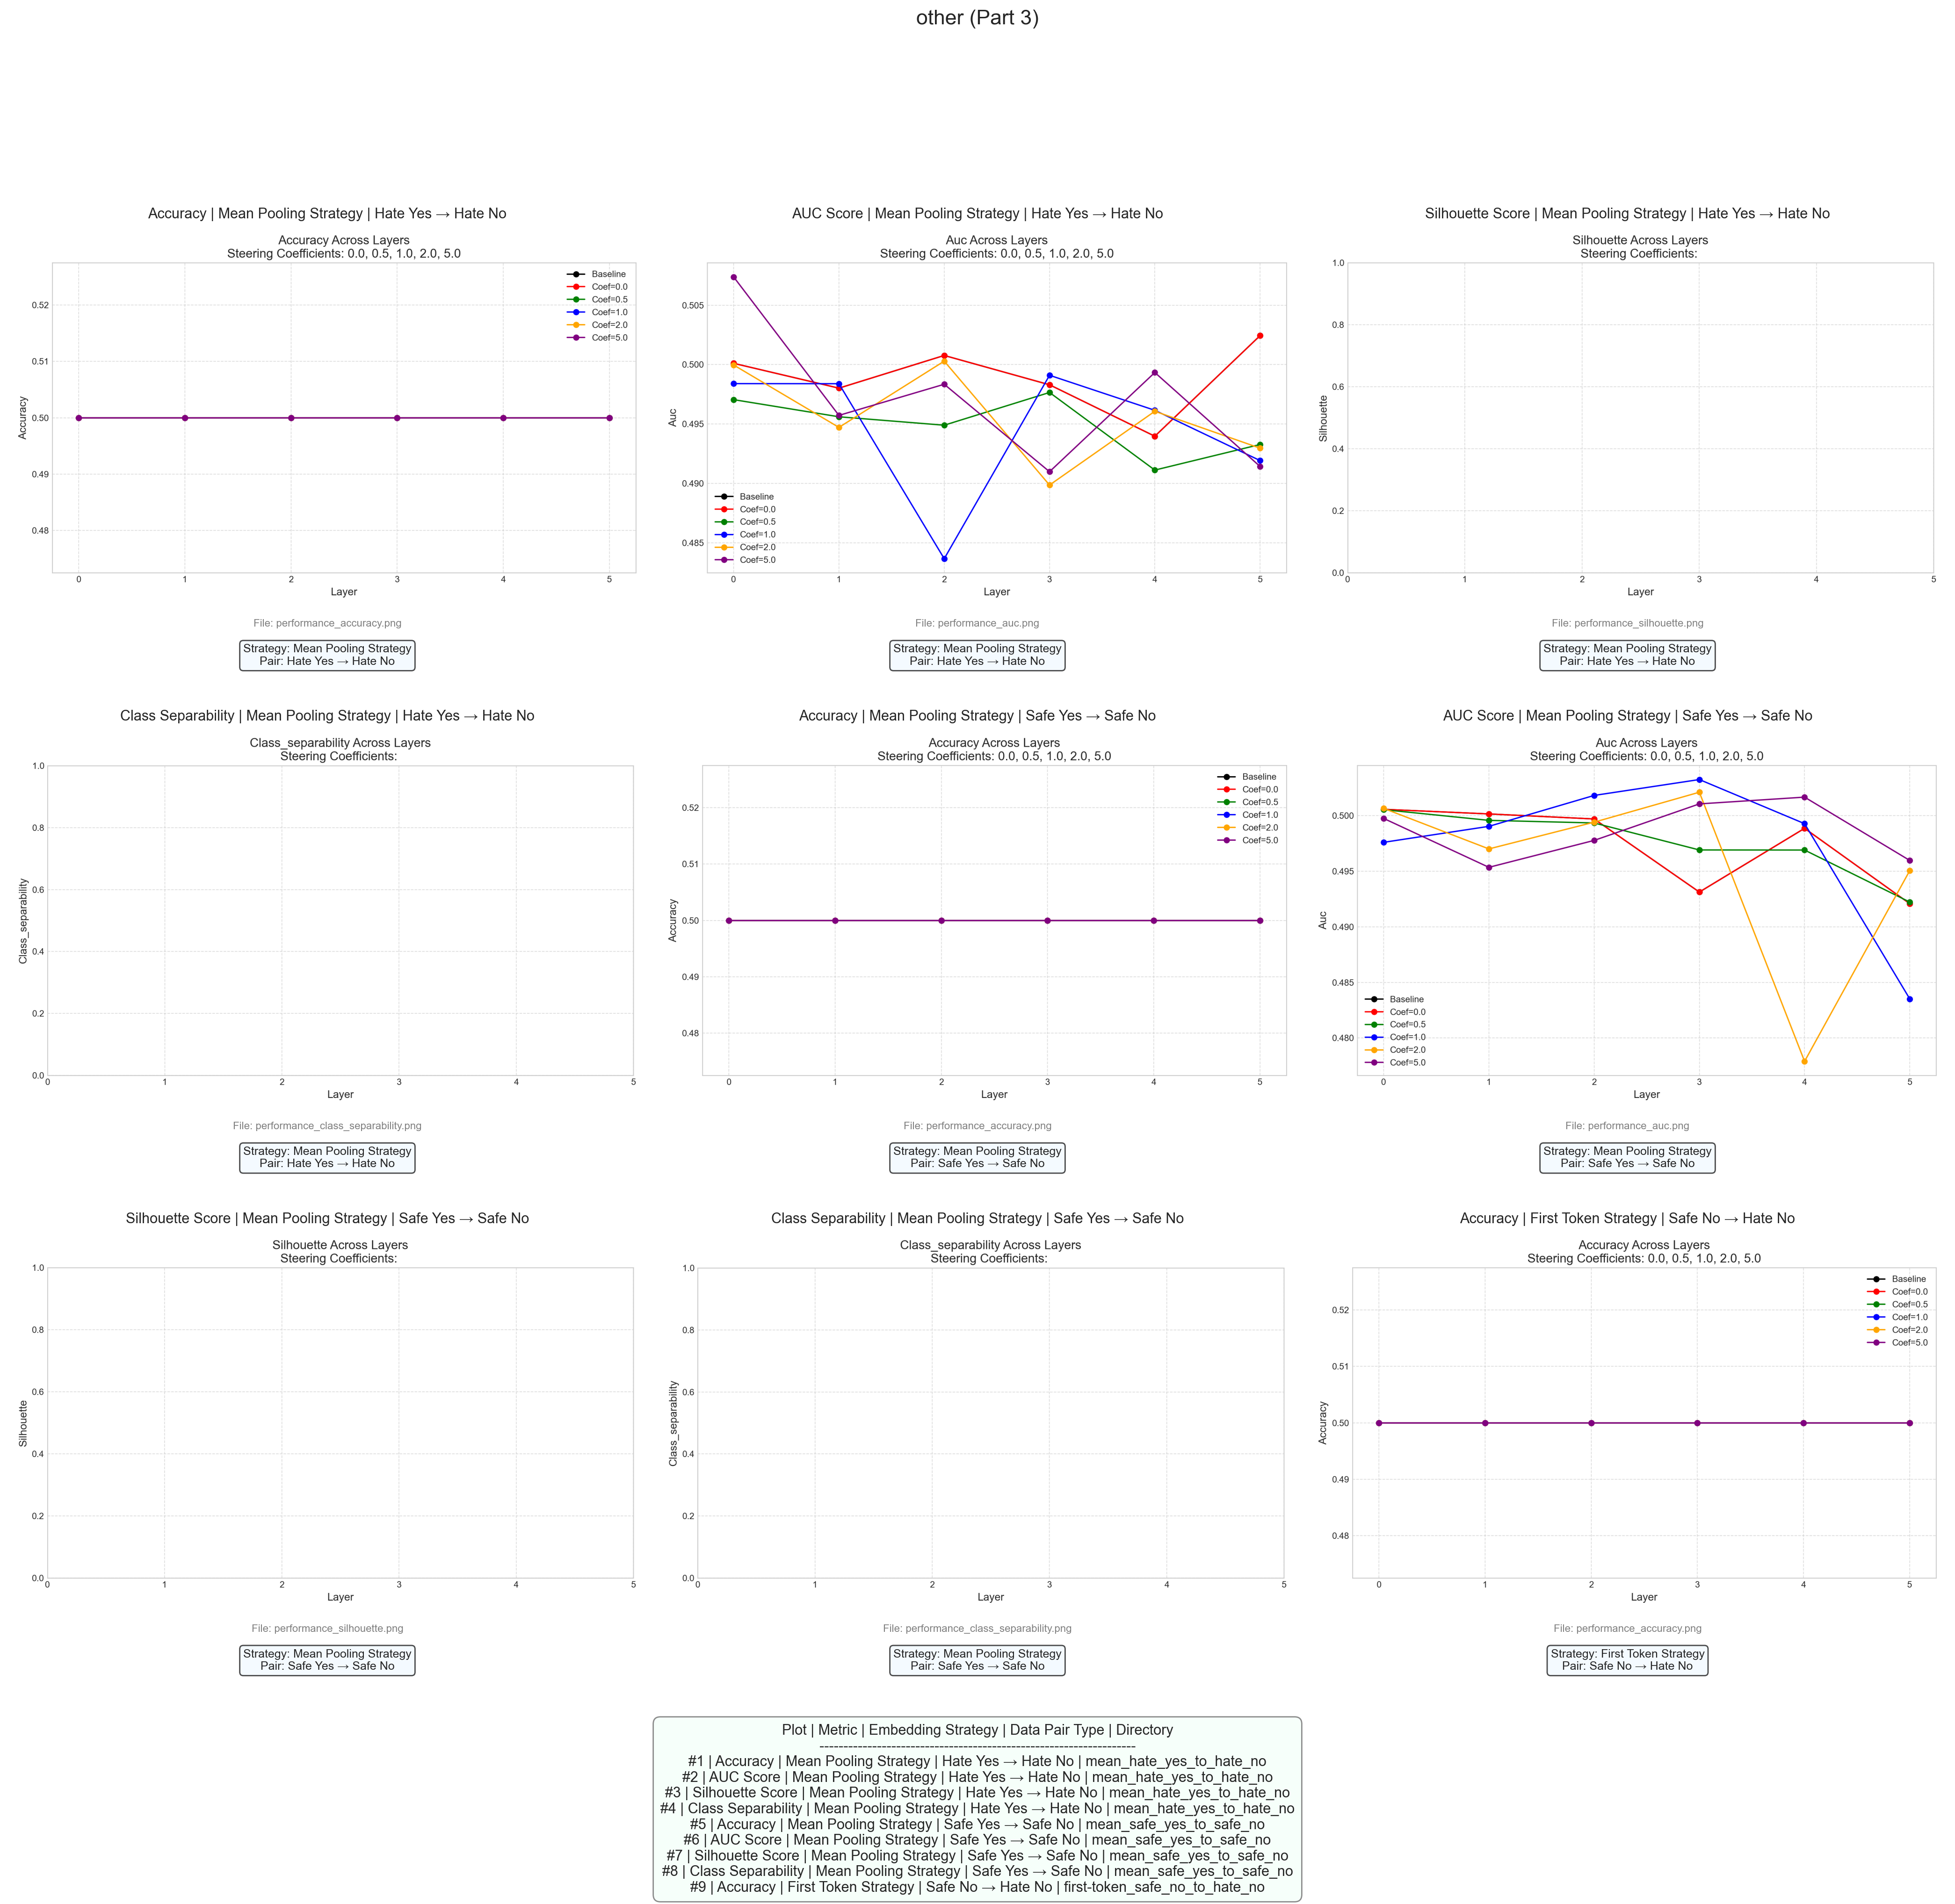 other (Part 3)
Accuracy | Mean Pooling Strategy | Hate Yes → Hate No
Accuracy Across Layers
Steering Coefficients: 0.0, 0.5, 1.0, 2.0, 5.0
Accuracy
0.52
0.51
0.50
0.49
0.48
Baseline
Coef=0.0
Coef=0.5
Coef=1.0
Coef=2.0
Coef=5.0
0 1 2 3 4 5
Layer
File: performance_accuracy.png
Strategy: Mean Pooling Strategy
Pair: Hate Yes → Hate No
AUC Score | Mean Pooling Strategy | Hate Yes → Hate No
Auc Across Layers
Steering Coefficients: 0.0, 0.5, 1.0, 2.0, 5.0
Auc
0.505
0.500
0.495
0.490
0.485
Baseline
Coef=0.0
Coef=0.5
Coef=1.0
Coef=2.0
Coef=5.0
0 1 2 3 4 5
Layer
File: performance_auc.png
Strategy: Mean Pooling Strategy
Pair: Hate Yes → Hate No
Silhouette Score | Mean Pooling Strategy | Hate Yes → Hate No
Silhouette Across Layers
Steering Coefficients:
Silhouette
1.0
0.8
0.6
0.4
0.2
0.0
0 1 2 3 4 5
Layer
File: performance_silhouette.png
Strategy: Mean Pooling Strategy
Pair: Hate Yes → Hate No
Class Separability | Mean Pooling Strategy | Hate Yes → Hate No
Class_separability Across Layers
Steering Coefficients:
Class_separability
1.0
0.8
0.6
0.4
0.2
0.0
0 1 2 3 4 5
Layer
File: performance_class_separability.png
Strategy: Mean Pooling Strategy
Pair: Hate Yes → Hate No
Accuracy | Mean Pooling Strategy | Safe Yes → Safe No
Accuracy Across Layers
Steering Coefficients: 0.0, 0.5, 1.0, 2.0, 5.0
Accuracy
0.52
0.51
0.50
0.49
0.48
Baseline
Coef=0.0
Coef=0.5
Coef=1.0
Coef=2.0
Coef=5.0
0 1 2 3 4 5
Layer
File: performance_accuracy.png
Strategy: Mean Pooling Strategy
Pair: Safe Yes → Safe No
AUC Score | Mean Pooling Strategy | Safe Yes → Safe No
Auc Across Layers
Steering Coefficients: 0.0, 0.5, 1.0, 2.0, 5.0
Auc
0.500
0.495
0.490
0.485
0.480
Baseline
Coef=0.0
Coef=0.5
Coef=1.0
Coef=2.0
Coef=5.0
0 1 2 3 4 5
Layer
File: performance_auc.png
Strategy: Mean Pooling Strategy
Pair: Safe Yes → Safe No
Silhouette Score | Mean Pooling Strategy | Safe Yes → Safe No
Silhouette Across Layers
Steering Coefficients:
Silhouette
1.0
0.8
0.6
0.4
0.2
0.0
0 1 2 3 4 5
Layer
File: performance_silhouette.png
Strategy: Mean Pooling Strategy
Pair: Safe Yes → Safe No
Class Separability | Mean Pooling Strategy | Safe Yes → Safe No
Class_separability Across Layers
Steering Coefficients:
Class_separability
1.0
0.8
0.6
0.4
0.2
0.0
0 1 2 3 4 5
Layer
File: performance_class_separability.png
Strategy: Mean Pooling Strategy
Pair: Safe Yes → Safe No
Accuracy | First Token Strategy | Safe No → Hate No
Accuracy Across Layers
Steering Coefficients: 0.0, 0.5, 1.0, 2.0, 5.0
Accuracy
0.52
0.51
0.50
0.49
0.48
Baseline
Coef=0.0
Coef=0.5
Coef=1.0
Coef=2.0
Coef=5.0
0 1 2 3 4 5
Layer
File: performance_accuracy.png
Strategy: First Token Strategy
Pair: Safe No → Hate No
Plot | Metric | Embedding Strategy | Data Pair Type | Directory
------------------------------------------------------------------
#1 | Accuracy | Mean Pooling Strategy | Hate Yes → Hate No | mean_hate_yes_to_hate_no
#2 | AUC Score | Mean Pooling Strategy | Hate Yes → Hate No | mean_hate_yes_to_hate_no
#3 | Silhouette Score | Mean Pooling Strategy | Hate Yes → Hate No | mean_hate_yes_to_hate_no
#4 | Class Separability | Mean Pooling Strategy | Hate Yes → Hate No | mean_hate_yes_to_hate_no
#5 | Accuracy | Mean Pooling Strategy | Safe Yes → Safe No | mean_safe_yes_to_safe_no
#6 | AUC Score | Mean Pooling Strategy | Safe Yes → Safe No | mean_safe_yes_to_safe_no
#7 | Silhouette Score | Mean Pooling Strategy | Safe Yes → Safe No | mean_safe_yes_to_safe_no
#8 | Class Separability | Mean Pooling Strategy | Safe Yes → Safe No | mean_safe_yes_to_safe_no
#9 | Accuracy | First Token Strategy | Safe No → Hate No | first-token_safe_no_to_hate_no